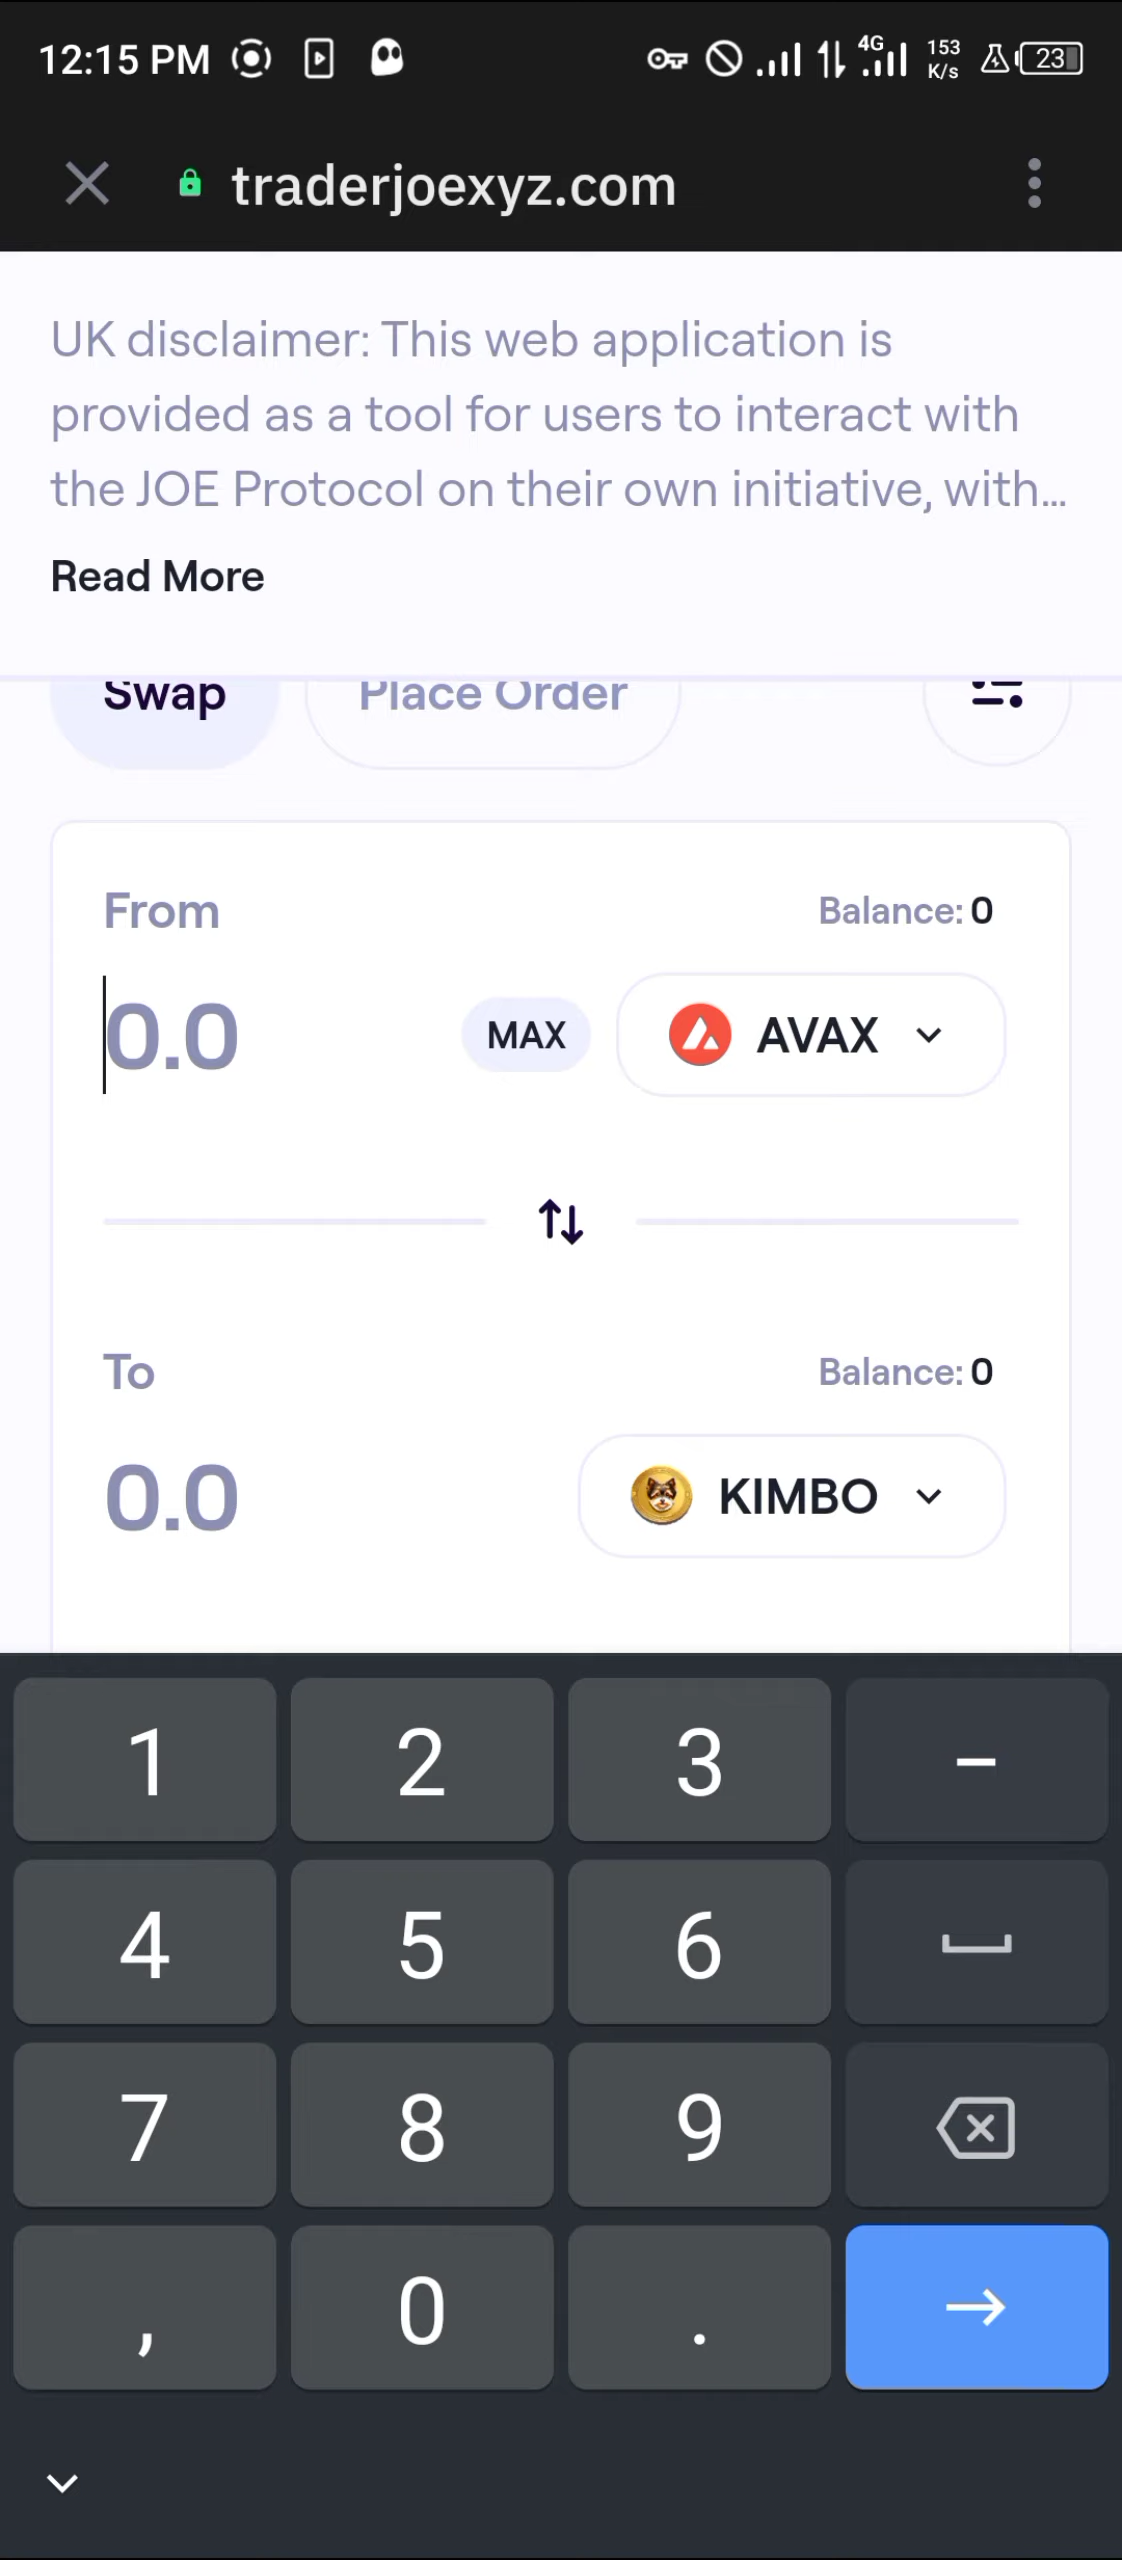 12:15 PM
4G
153
K/s
23
traderjoexyz.com
UK disclaimer: This web application is
provided as a tool for users to interact with
the JOE Protocol on their own initiative, with...
Read More
Swap
Place Order
From
Balance: 0
0.0
MAX
AVAX
To
Balance: 0
0.0
KIMBO
1 2 3 -
4 5 6
7 8 9
, 0 .